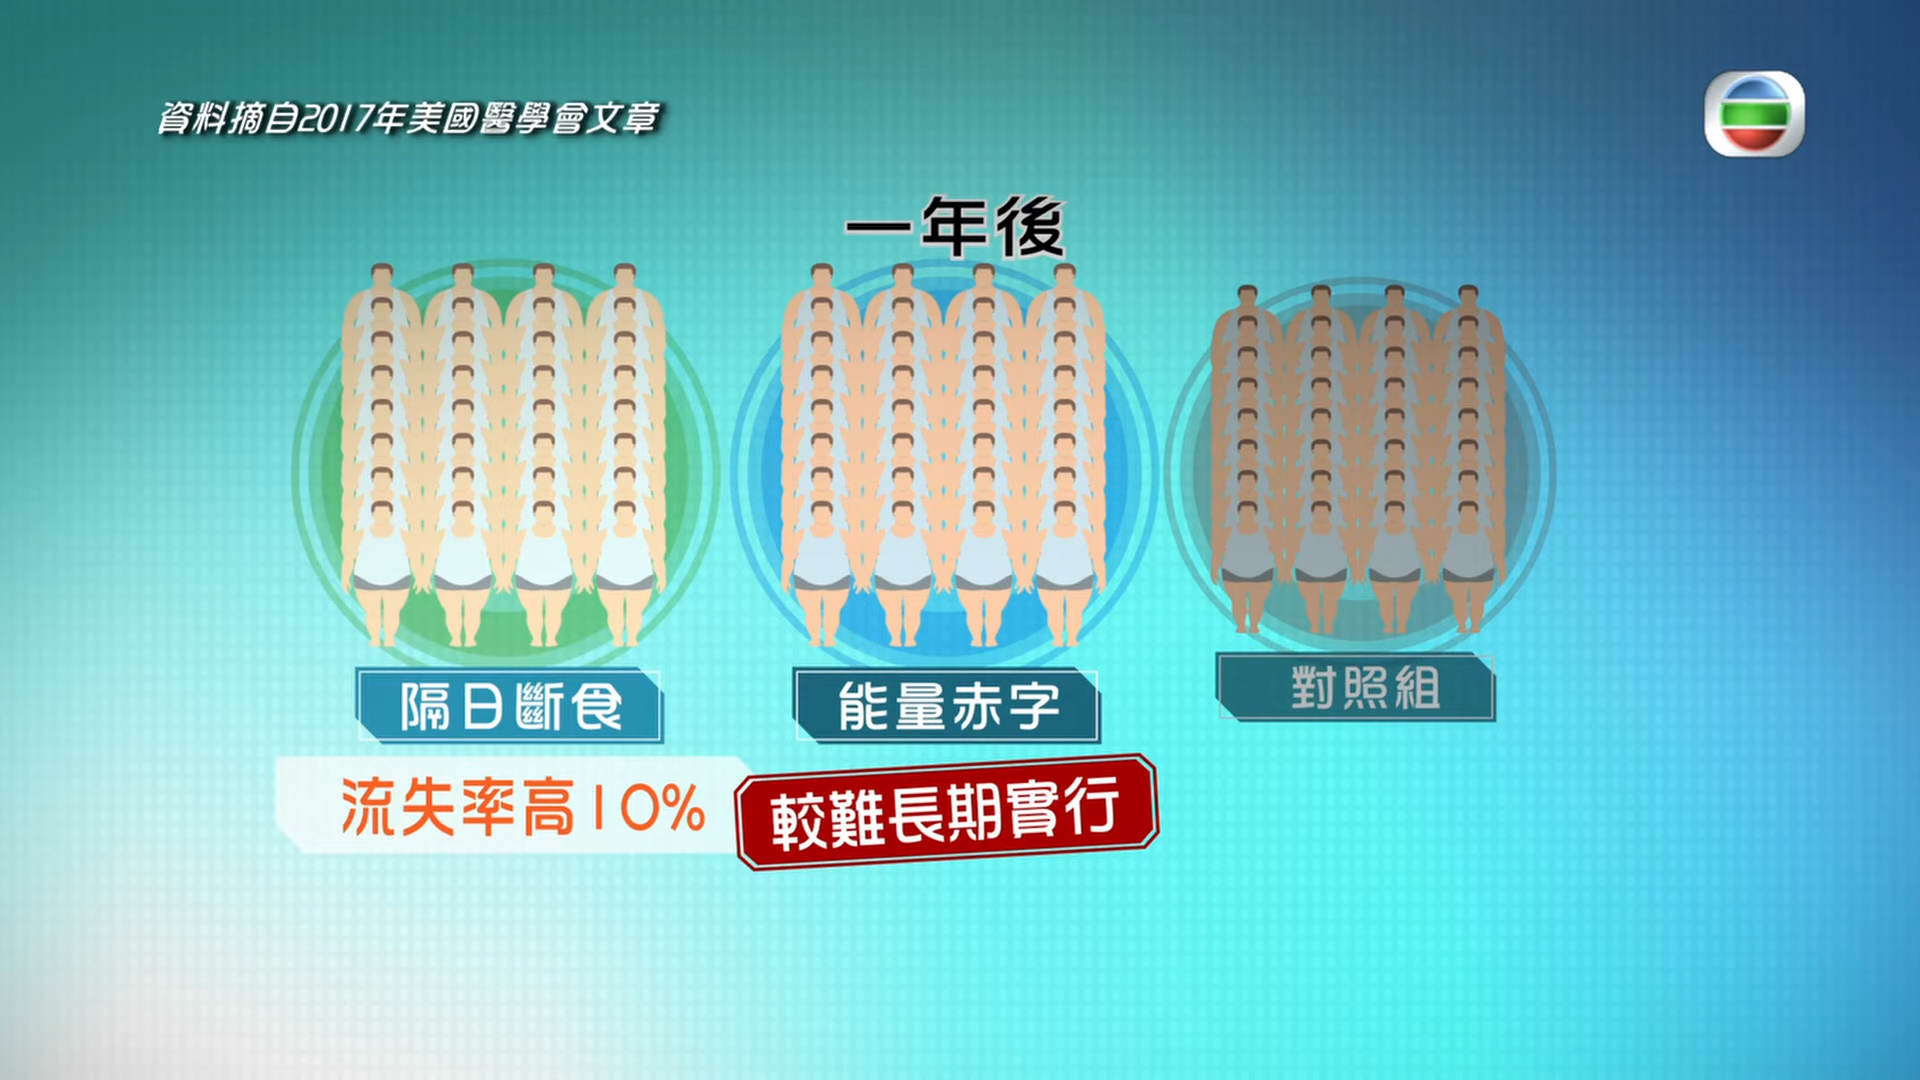 資料摘自2017年美國醫學會文章
一年後
隔日斷食
能量赤字
對照組
流失率高10%
較難長期實行